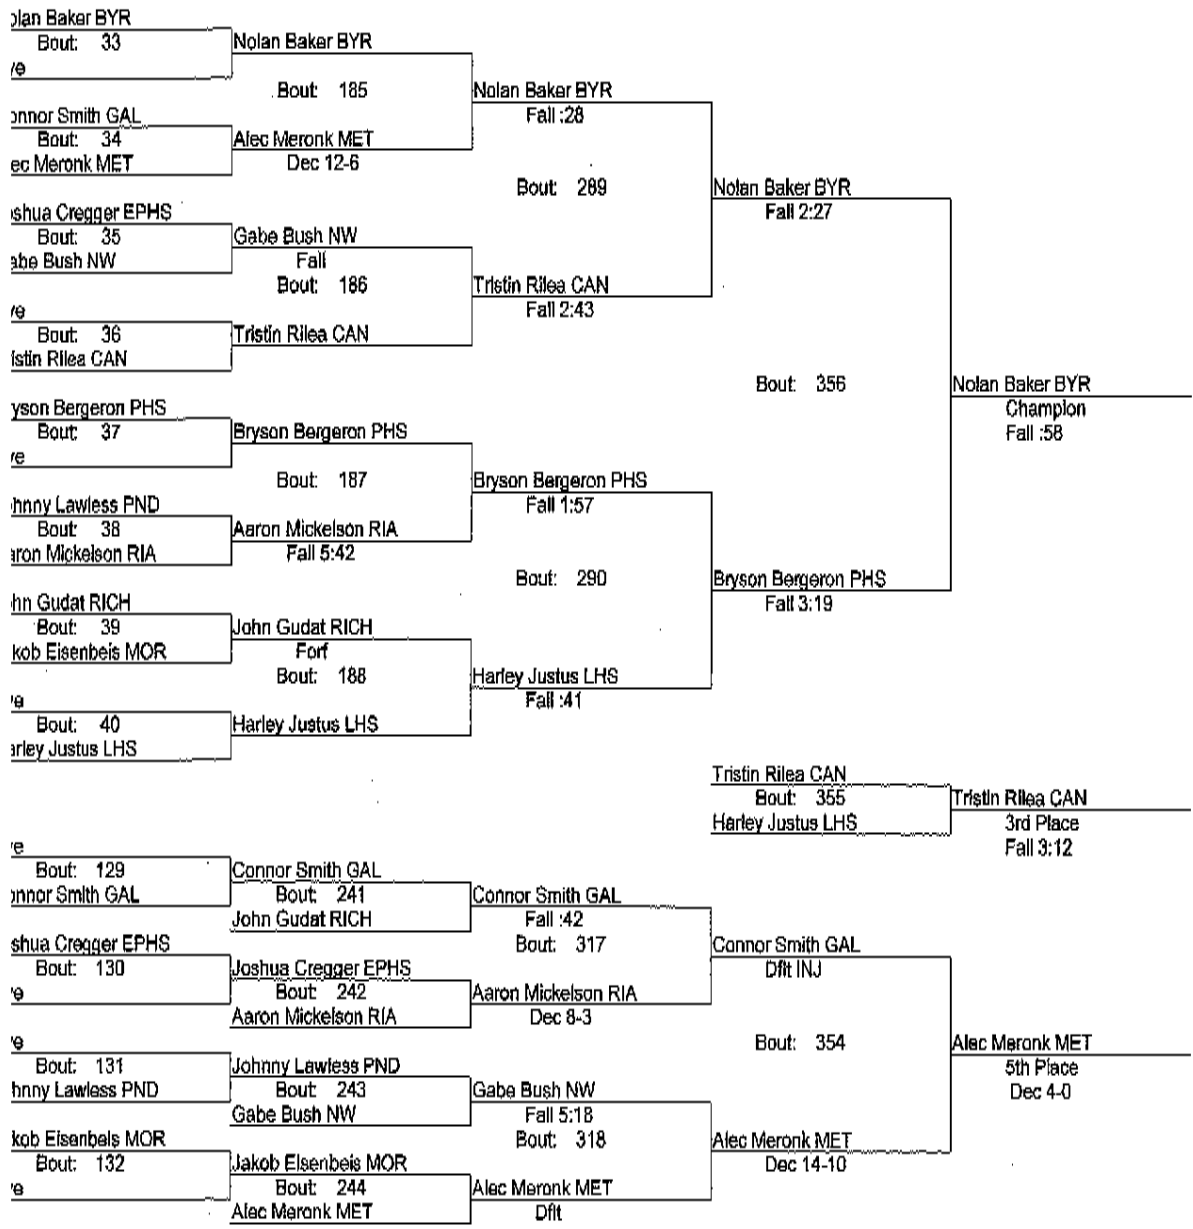 olan Baker BYR
Bout: 33
Nolan Baker BYR
ye
Bout: 185
Nolan Baker BYR
Fall :28
onnor Smith GAL
Bout: 34
Alec Meronk MET
lec Meronk MET
Dec 12-6
Bout: 289
Nolan Baker BYR
Fall 2:27
oshua Cregger EPHS
Bout: 35
Gabe Bush NW
abe Bush NW
Fall
Bout: 186
Tristin Rilea CAN
Fall 2:43
ye
Bout: 36
Tristin Rilea CAN
istin Rilea CAN
Bout: 356
Nolan Baker BYR
Champion
Fall :58
ryson Bergeron PHS
Bout: 37
Bryson Bergeron PHS
ye
Bout: 187
Bryson Bergeron PHS
Fall 1:57
hnny Lawless PND
Bout: 38
Aaron Mickelson RIA
aron Mickelson RIA
Fall 5:42
Bout: 290
Bryson Bergeron PHS
Fall 3:19
hn Gudat RICH
Bout: 39
John Gudat RICH
kob Eisenbeis MOR
Forf
Bout: 188
Harley Justus LHS
Fall :41
ye
Bout: 40
Harley Justus LHS
arley Justus LHS
Tristin Rilea CAN
Bout: 355
Tristin Rilea CAN
Harley Justus LHS
3rd Place
Fall 3:12
ye
Bout: 129
Connor Smith GAL
onnor Smith GAL
Bout: 241
Connor Smith GAL
John Gudat RICH
Fall :42
Bout: 317
Connor Smith GAL
Dflt INJ
shua Cregger EPHS
Bout: 130
Joshua Cregger EPHS
ye
Bout: 242
Aaron Mickelson RIA
Aaron Mickelson RIA
Dec 8-3
Bout: 354
Alec Meronk MET
5th Place
Dec 4-0
ye
Bout: 131
Johnny Lawless PND
hnny Lawless PND
Bout: 243
Gabe Bush NW
Gabe Bush NW
Fall 5:18
Bout: 318
Alec Meronk MET
Dec 14-10
kob Eisenbeis MOR
Bout: 132
Jakob Eisenbeis MOR
ye
Bout: 244
Alec Meronk MET
Alec Meronk MET
Dflt